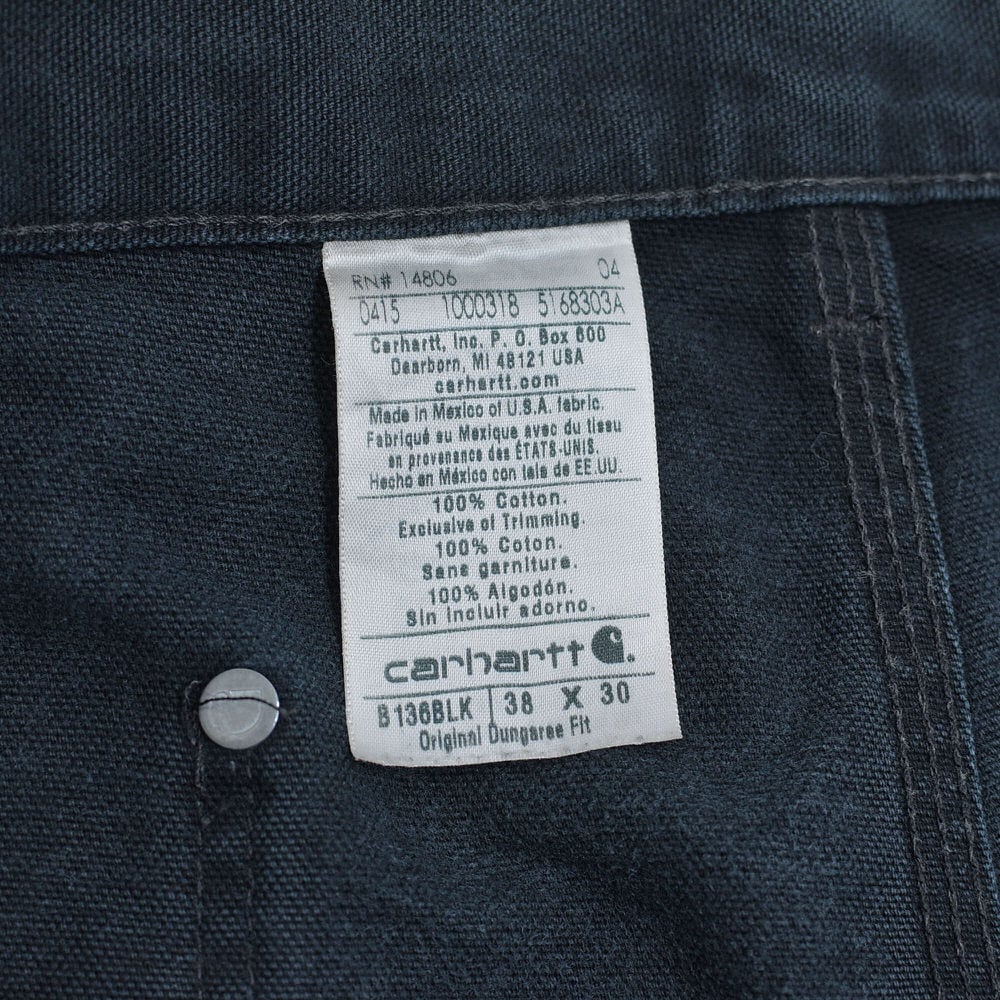 RN# 14806 04
0415 1000318 5168303A
Carhartt, Inc. P. O. Box 600
Dearborn, MI 48121 USA
carhartt.com
Made in Mexico of U.S.A. fabric.
Fabriqué au Mexique avec du tissu
en provenance des ÉTATS-UNIS.
Hecho en México con tela de EE.UU.
100% Cotton.
Exclusive of Trimming.
100% Coton.
Sans garniture.
100% Algodón.
Sin incluir adorno.
carhartt
B136BLK 38 X 30
Original Dungaree Fit